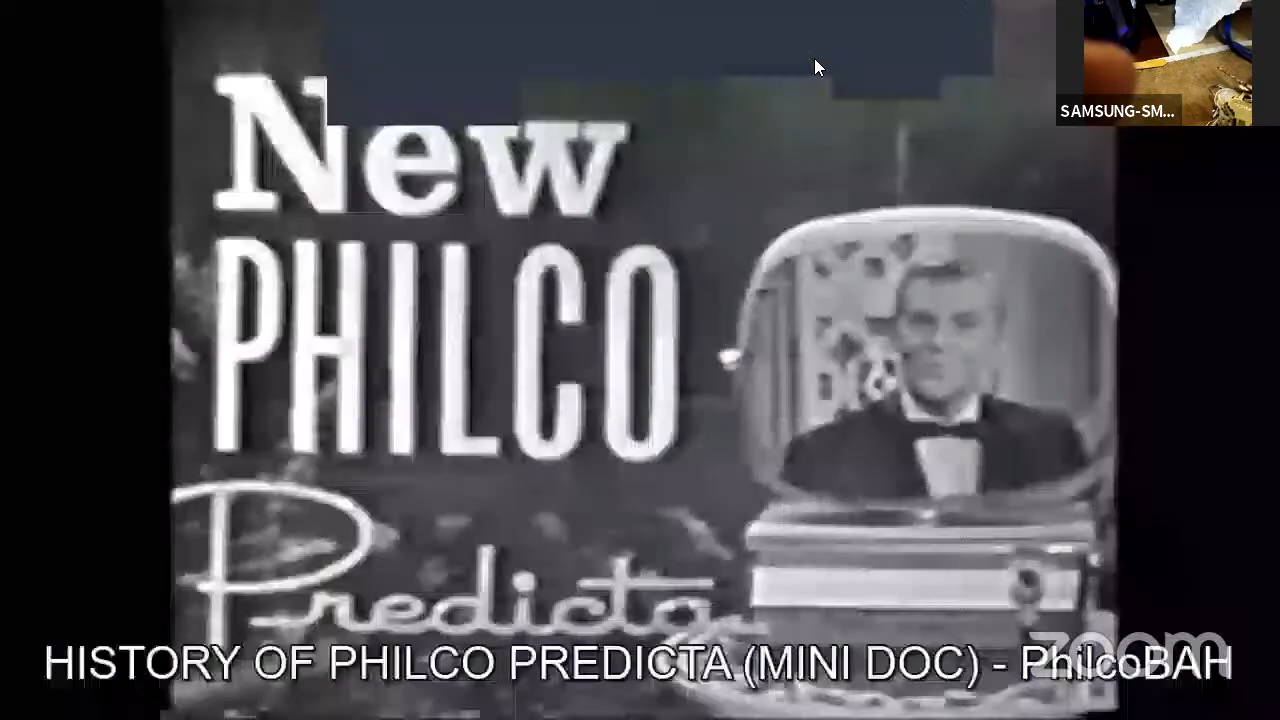 SAMSUNG-SM...
New
PHILCO
Predicta
HISTORY OF PHILCO PREDICTA (MINI DOC) - PhilcoBAH
zoom